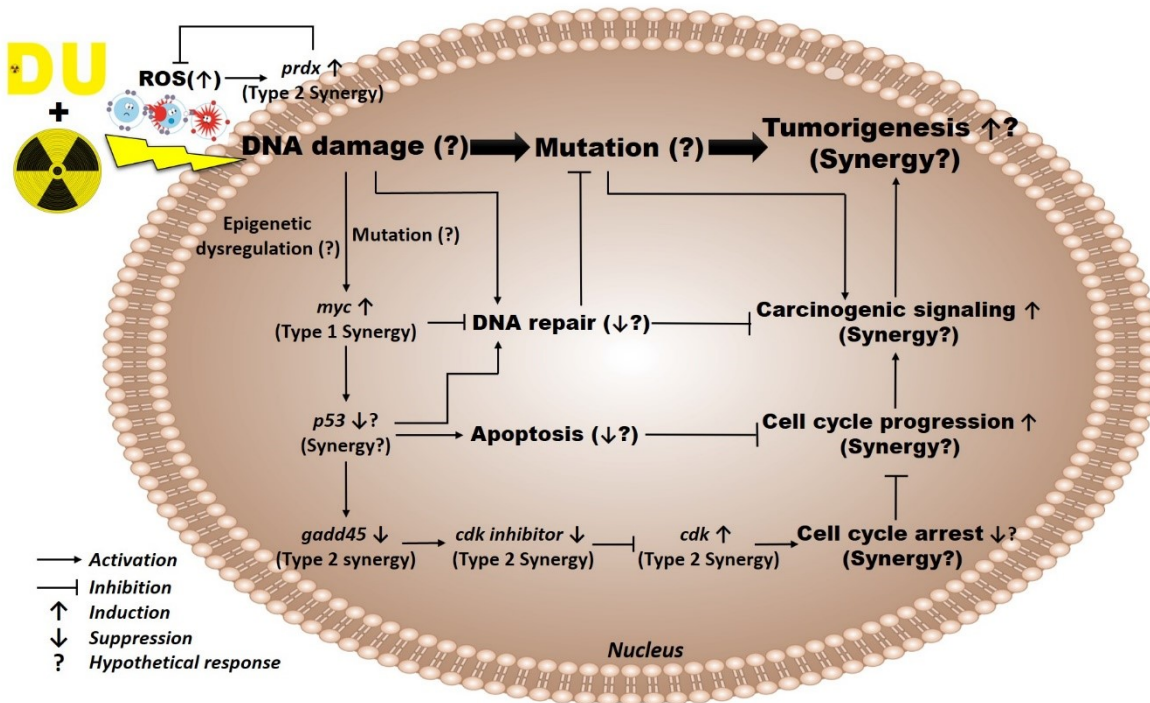 DU
+
ROS(↑)
prdx ↑
(Type 2 Synergy)
DNA damage (?)
Mutation (?)
Tumorigenesis ↑?
(Synergy?)
Epigenetic
dysregulation (?)
Mutation (?)
myc ↑
(Type 1 Synergy)
DNA repair (↓?)
Carcinogenic signaling ↑
(Synergy?)
p53 ↓?
(Synergy?)
Apoptosis (↓?)
Cell cycle progression ↑
(Synergy?)
gadd45 ↓
(Type 2 synergy)
cdk inhibitor ↓
(Type 2 Synergy)
cdk ↑
(Type 2 Synergy)
Cell cycle arrest ↓?
(Synergy?)
Activation
Inhibition
↑ Induction
↓ Suppression
? Hypothetical response
Nucleus